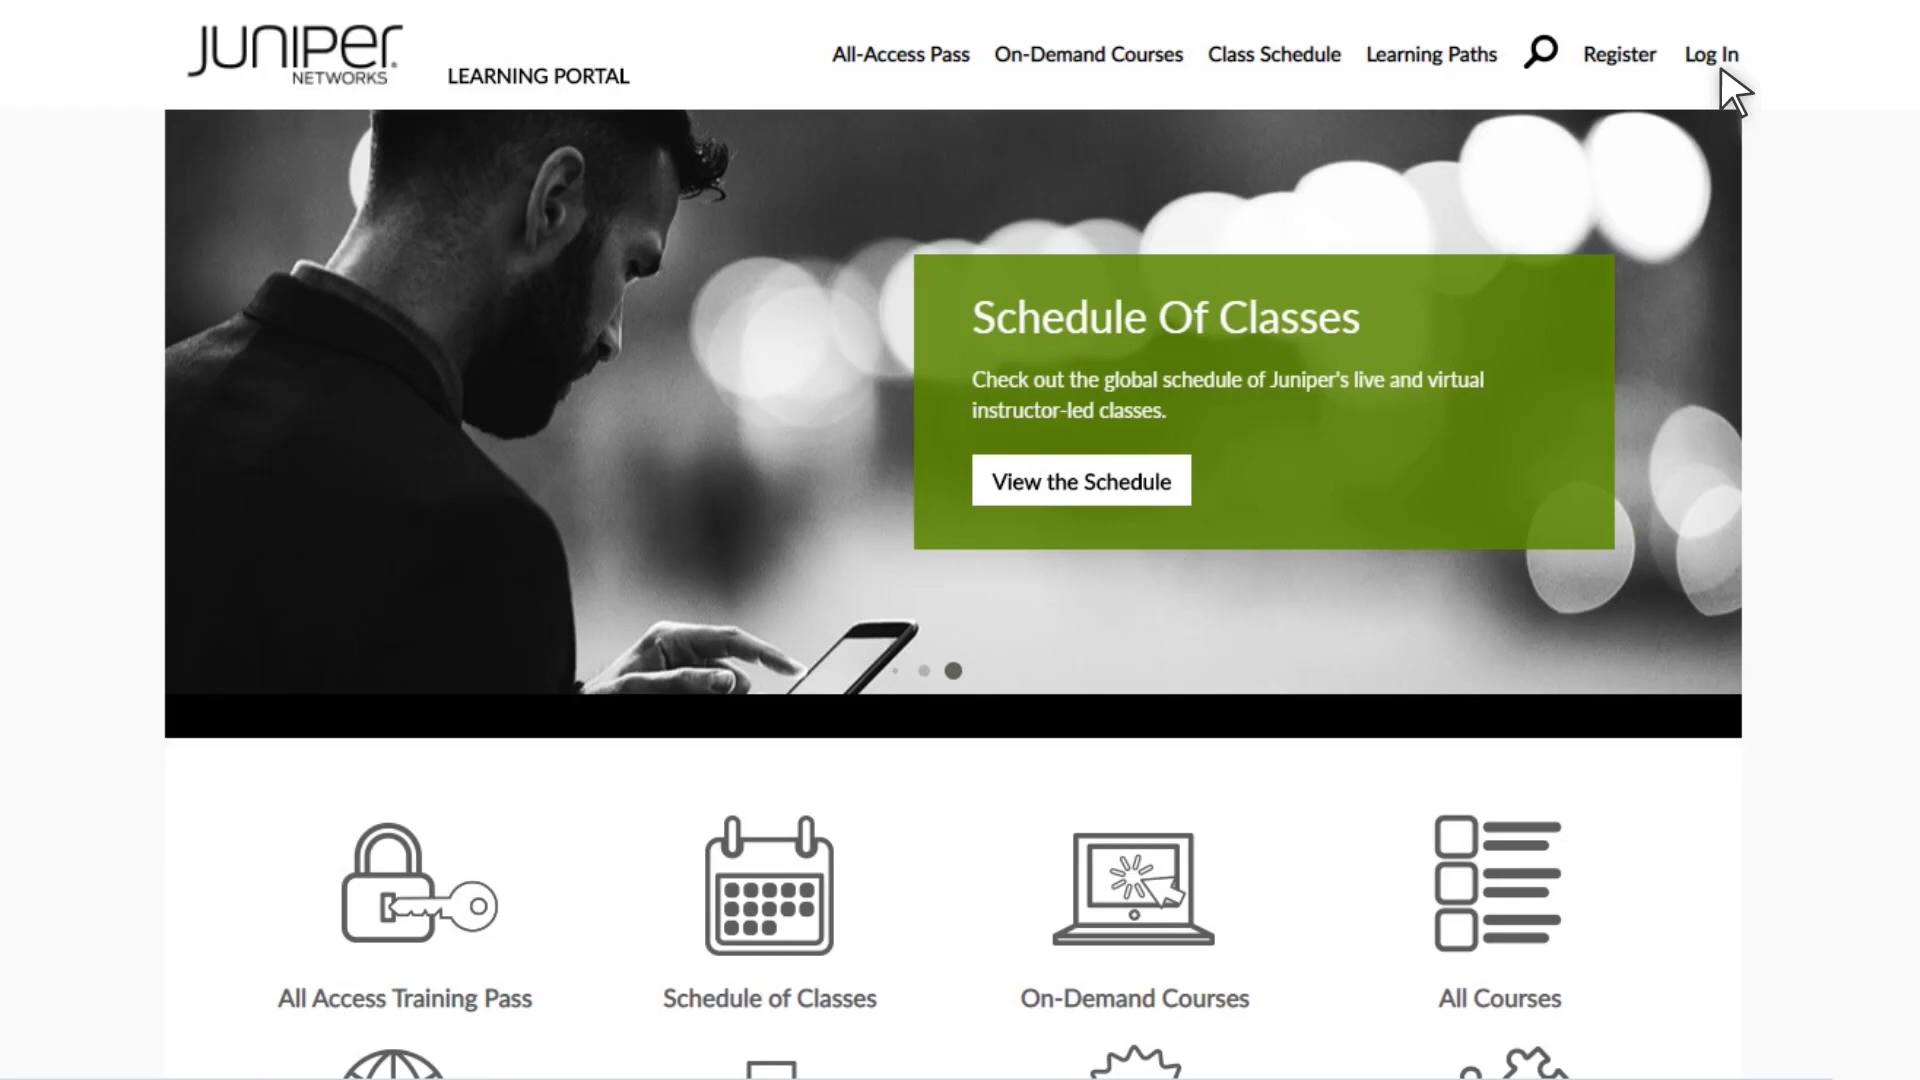 JUNIPer
NETWORKS
LEARNING PORTAL
All-Access Pass
On-Demand Courses
Class Schedule
Learning Paths
Register
Log In
Schedule Of Classes
Check out the global schedule of Juniper's live and virtual
instructor-led classes.
View the Schedule
All Access Training Pass
Schedule of Classes
On-Demand Courses
All Courses